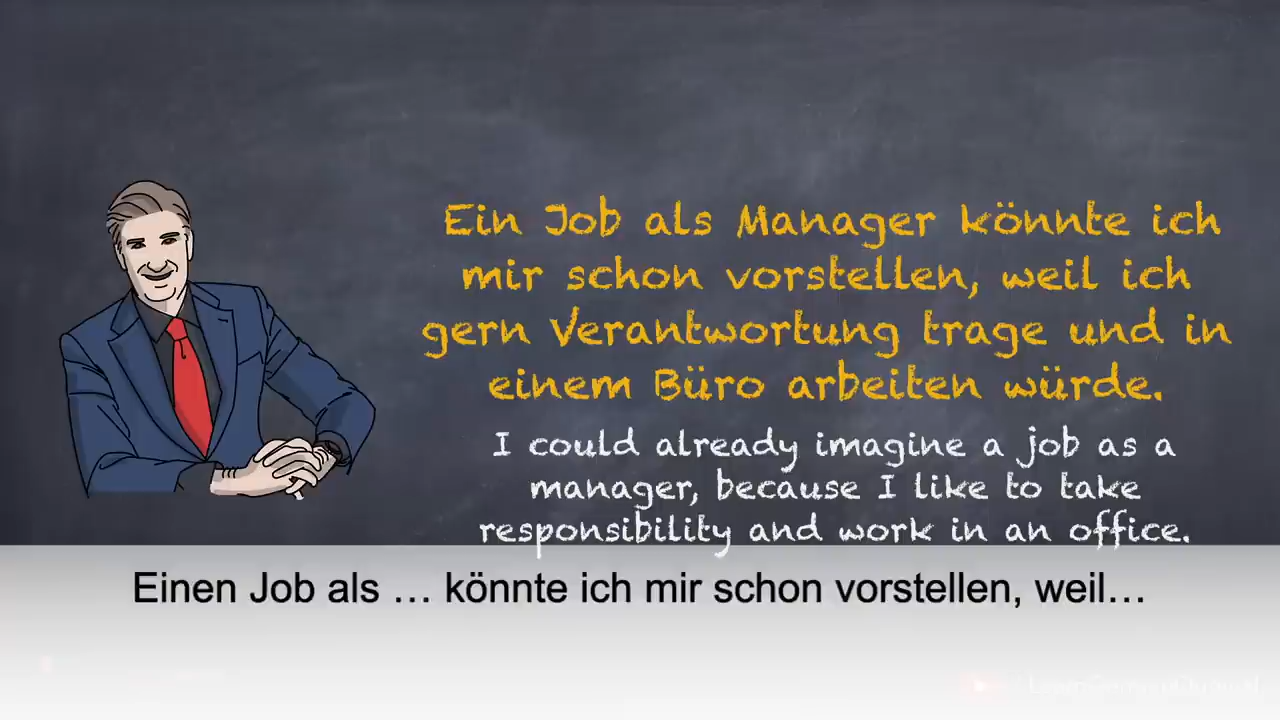 Ein Job als Manager könnte ich
mir schon vorstellen, weil ich
gern Verantwortung trage und in
einem Büro arbeiten würde.
I could already imagine a job as a
manager, because I like to take
responsibility and work in an office.
Einen Job als … könnte ich mir schon vorstellen, weil…